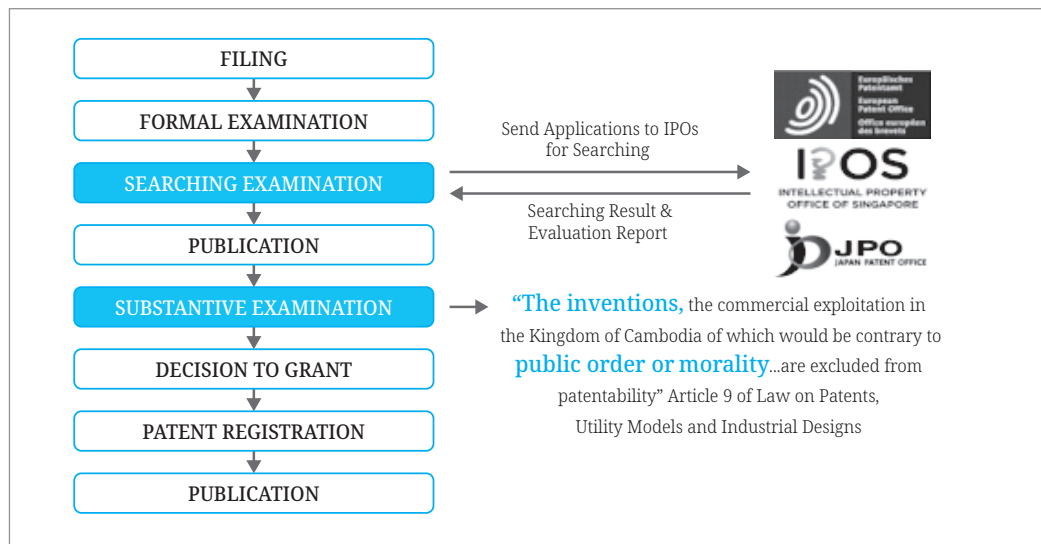 FILING
FORMAL EXAMINATION
SEARCHING EXAMINATION
PUBLICATION
SUBSTANTIVE EXAMINATION
DECISION TO GRANT
PATENT REGISTRATION
PUBLICATION
Send Applications to IPOs
for Searching
Searching Result &
Evaluation Report
Europäisches
Patentamt
European
Patent Office
Office européen
des brevets
IPOS
INTELLECTUAL PROPERTY
OFFICE OF SINGAPORE
JPO
JAPAN PATENT OFFICE
“The inventions, the commercial exploitation in
the Kingdom of Cambodia of which would be contrary to
public order or morality...are excluded from
patentability” Article 9 of Law on Patents,
Utility Models and Industrial Designs